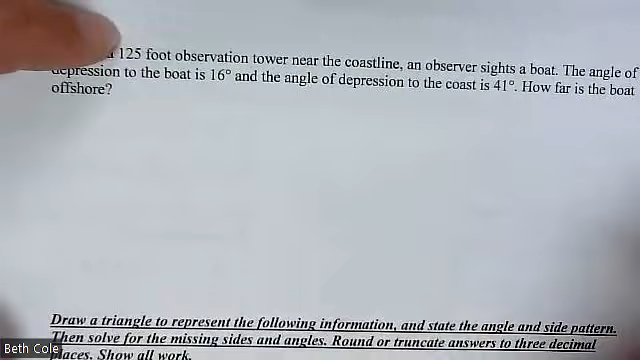 125 foot observation tower near the coastline, an observer sights a boat. The angle of
depression to the boat is 16° and the angle of depression to the coast is 41°. How far is the boat
offshore?
Draw a triangle to represent the following information, and state the angle and side pattern.
Then solve for the missing sides and angles. Round or truncate answers to three decimal
places. Show all work.
Beth Cole